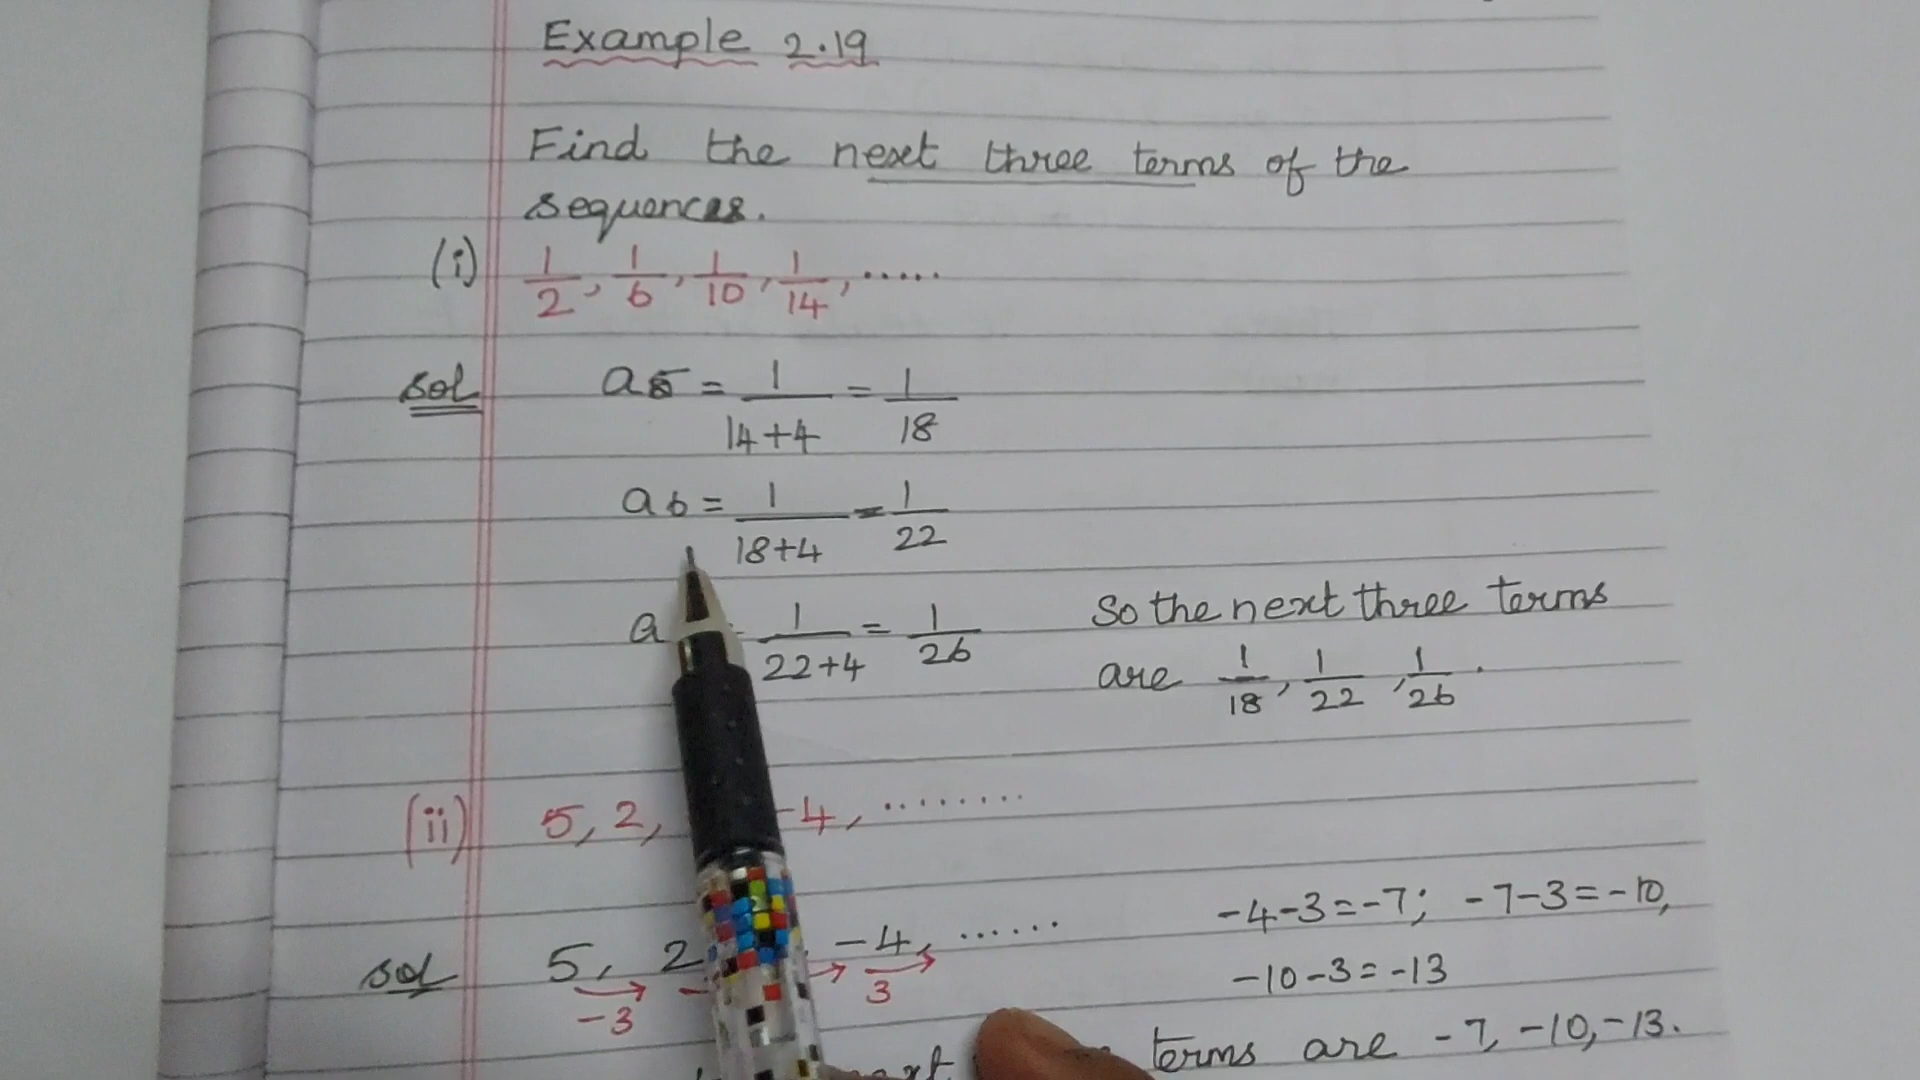 Example 2.19
Find the next three terms of the
sequences.
(i) 1/2, 1/6, 1/10, 1/14, .....
sol a5 = 1/14+4 = 1/18
a6 = 1/18+4 = 1/22
a = 1/22+4 = 1/26
So the next three terms
are 1/18, 1/22, 1/26.
(ii) 5, 2, -4, ........
sol 5, 2 -4, ......
-3 3
-4-3=-7; -7-3=-10,
-10-3=-13
terms are -7, -10, -13.